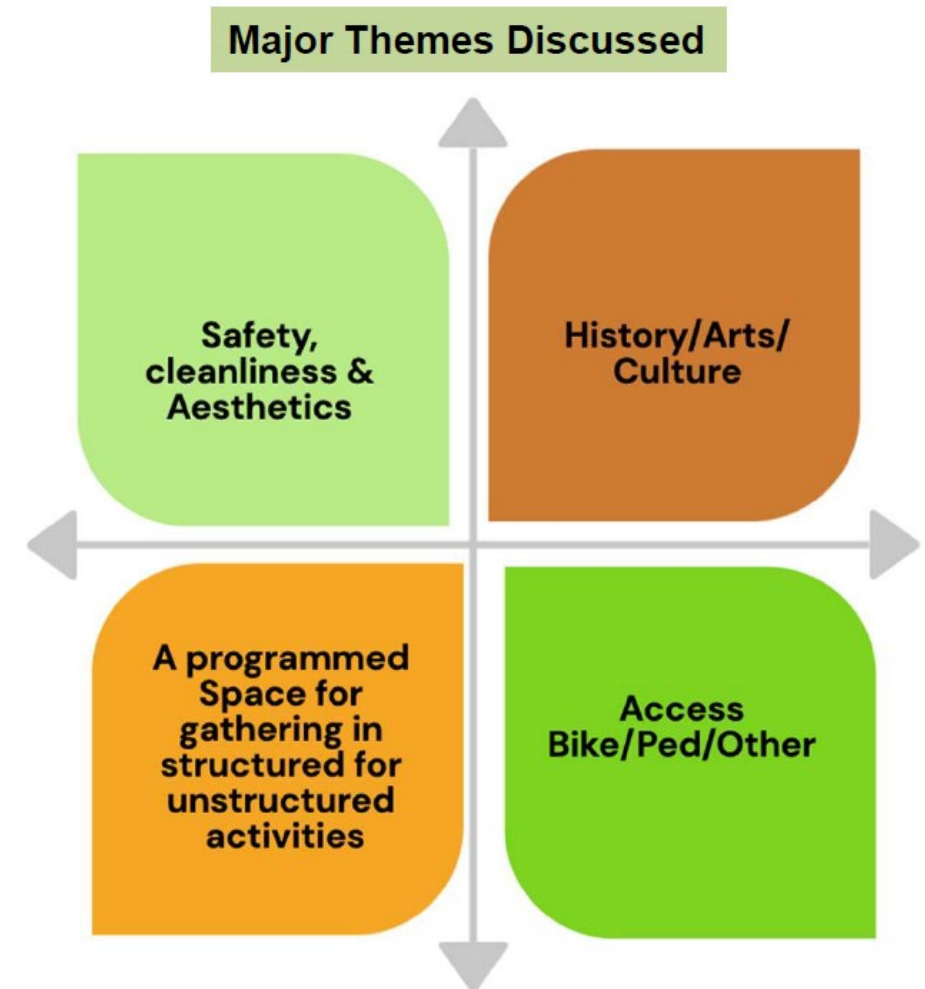 Major Themes Discussed
Safety,
cleanliness &
Aesthetics
History/Arts/
Culture
A programmed
Space for
gathering in
structured for
unstructured
activities
Access
Bike/Ped/Other